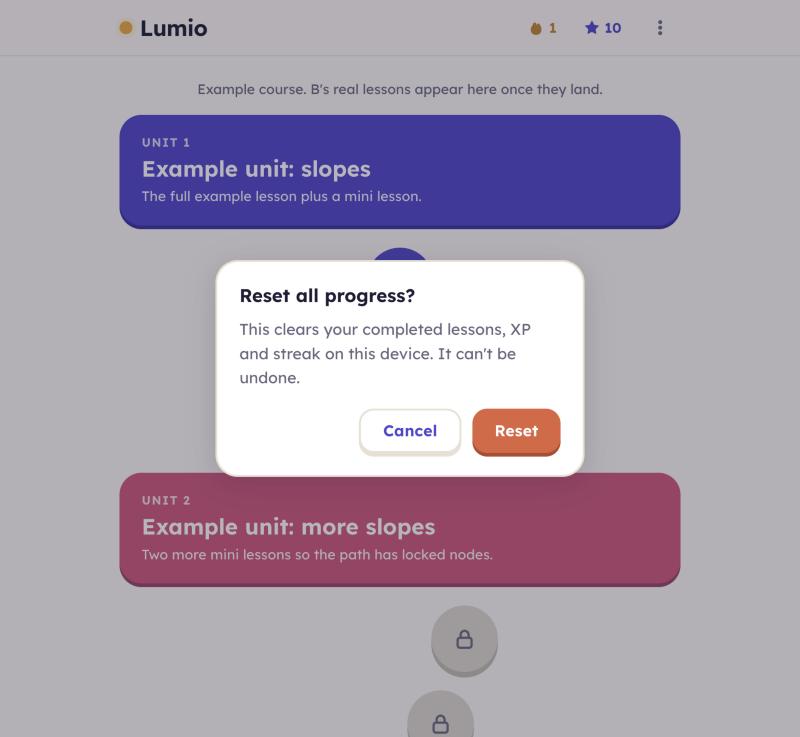 Lumio
1
10
Example course. B's real lessons appear here once they land.
UNIT 1
Example unit: slopes
The full example lesson plus a mini lesson.
Reset all progress?
This clears your completed lessons, XP
and streak on this device. It can't be
undone.
Cancel
Reset
UNIT 2
Example unit: more slopes
Two more mini lessons so the path has locked nodes.